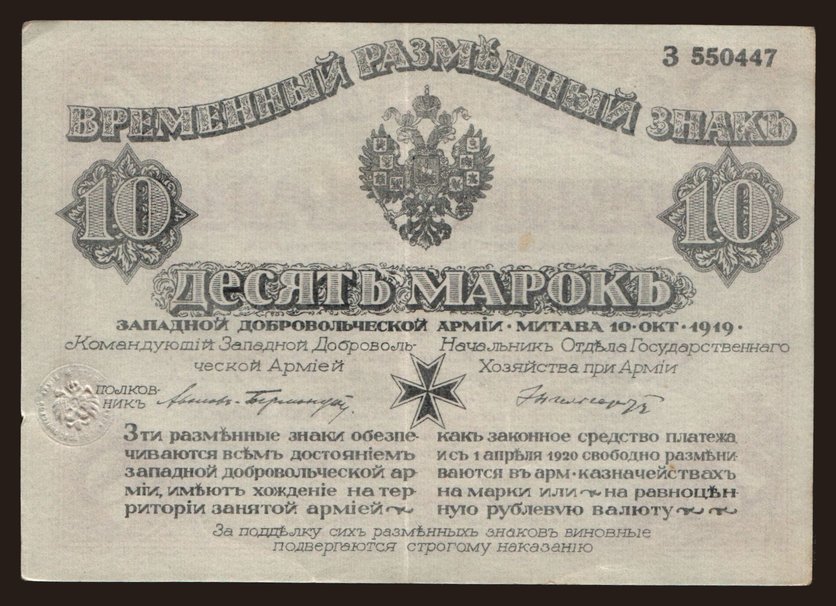 З 550447
ВРЕМЕННЫЙ РАЗМѢННЫЙ ЗНАКЪ
10 10
ДЕСЯТЬ МАРОКЪ
ЗАПАДНОЙ ДОБРОВОЛЬЧЕСКОЙ АРМІИ · МИТАВА 10 · ОКТ · 1919 ·
Командующій Западной Доброволь-
ческой Арміей
Начальник Отдѣла Государственнаго
Хозяйства при Арміи
ПОЛКОВ-
НИКЪ
Эти размѣнные знаки обезпе-
чиваются всѣмъ достояніемъ
западной добровольческой ар-
міи, имѣютъ хожденіе на тер-
риторіи занятой арміей
какъ законное средство платежа
и съ 1 апрѣля 1920 свободно размѣни-
ваются въ арм · казначействахъ
на марки или на равноцѣн-
ную рублевую валюту
За поддѣлку сихъ размѣнныхъ знаковъ виновные
подвергаются строгому наказанію